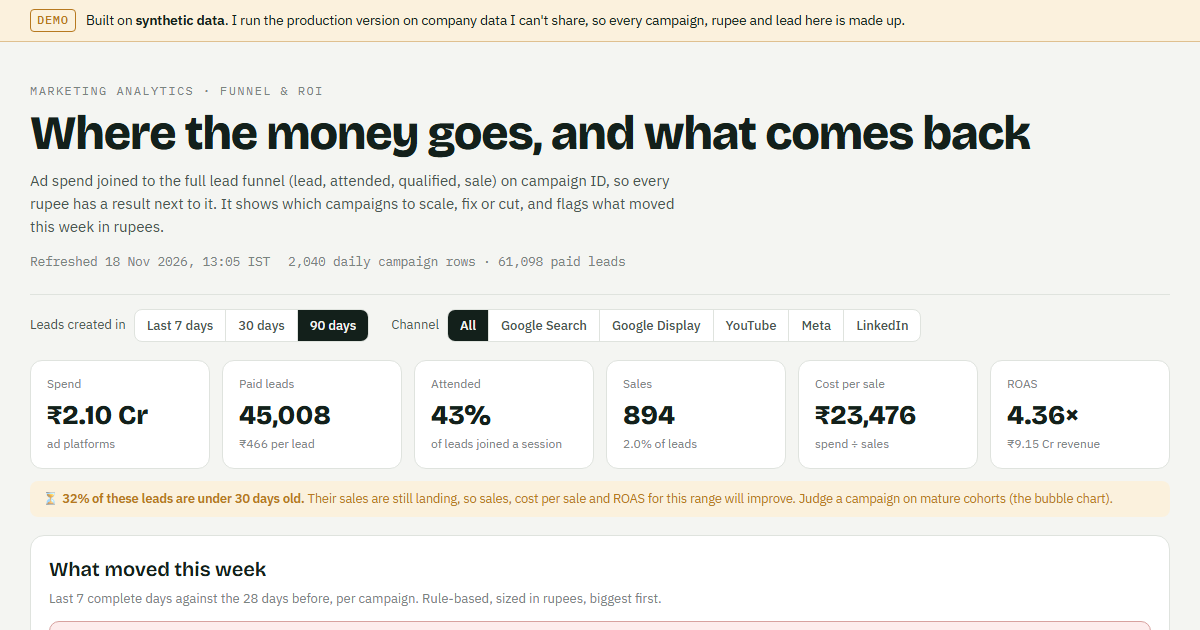 DEMO Built on synthetic data. I run the production version on company data I can't share, so every campaign, rupee and lead here is made up.
MARKETING ANALYTICS · FUNNEL & ROI
Where the money goes, and what comes back
Ad spend joined to the full lead funnel (lead, attended, qualified, sale) on campaign ID, so every
rupee has a result next to it. It shows which campaigns to scale, fix or cut, and flags what moved
this week in rupees.
Refreshed 18 Nov 2026, 13:05 IST 2,040 daily campaign rows · 61,098 paid leads
Leads created in Last 7 days 30 days 90 days Channel All Google Search Google Display YouTube Meta LinkedIn
Spend Paid leads Attended Sales Cost per sale ROAS
₹2.10 Cr 45,008 43% 894 ₹23,476 4.36×
ad platforms ₹466 per lead of leads joined a session 2.0% of leads spend ÷ sales ₹9.15 Cr revenue
⏳ 32% of these leads are under 30 days old. Their sales are still landing, so sales, cost per sale and ROAS for this range will improve. Judge a campaign on mature cohorts (the bubble chart).
What moved this week
Last 7 complete days against the 28 days before, per campaign. Rule-based, sized in rupees, biggest first.